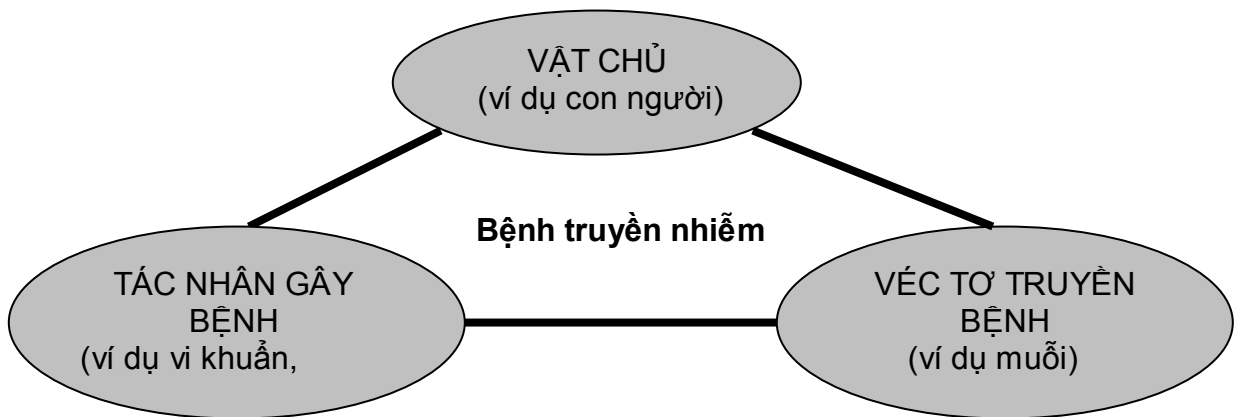 VẬT CHỦ
(ví dụ con người)
Bệnh truyền nhiễm
TÁC NHÂN GÂY
BỆNH
(ví dụ vi khuẩn,
VÉC TƠ TRUYỀN
BỆNH
(ví dụ muỗi)